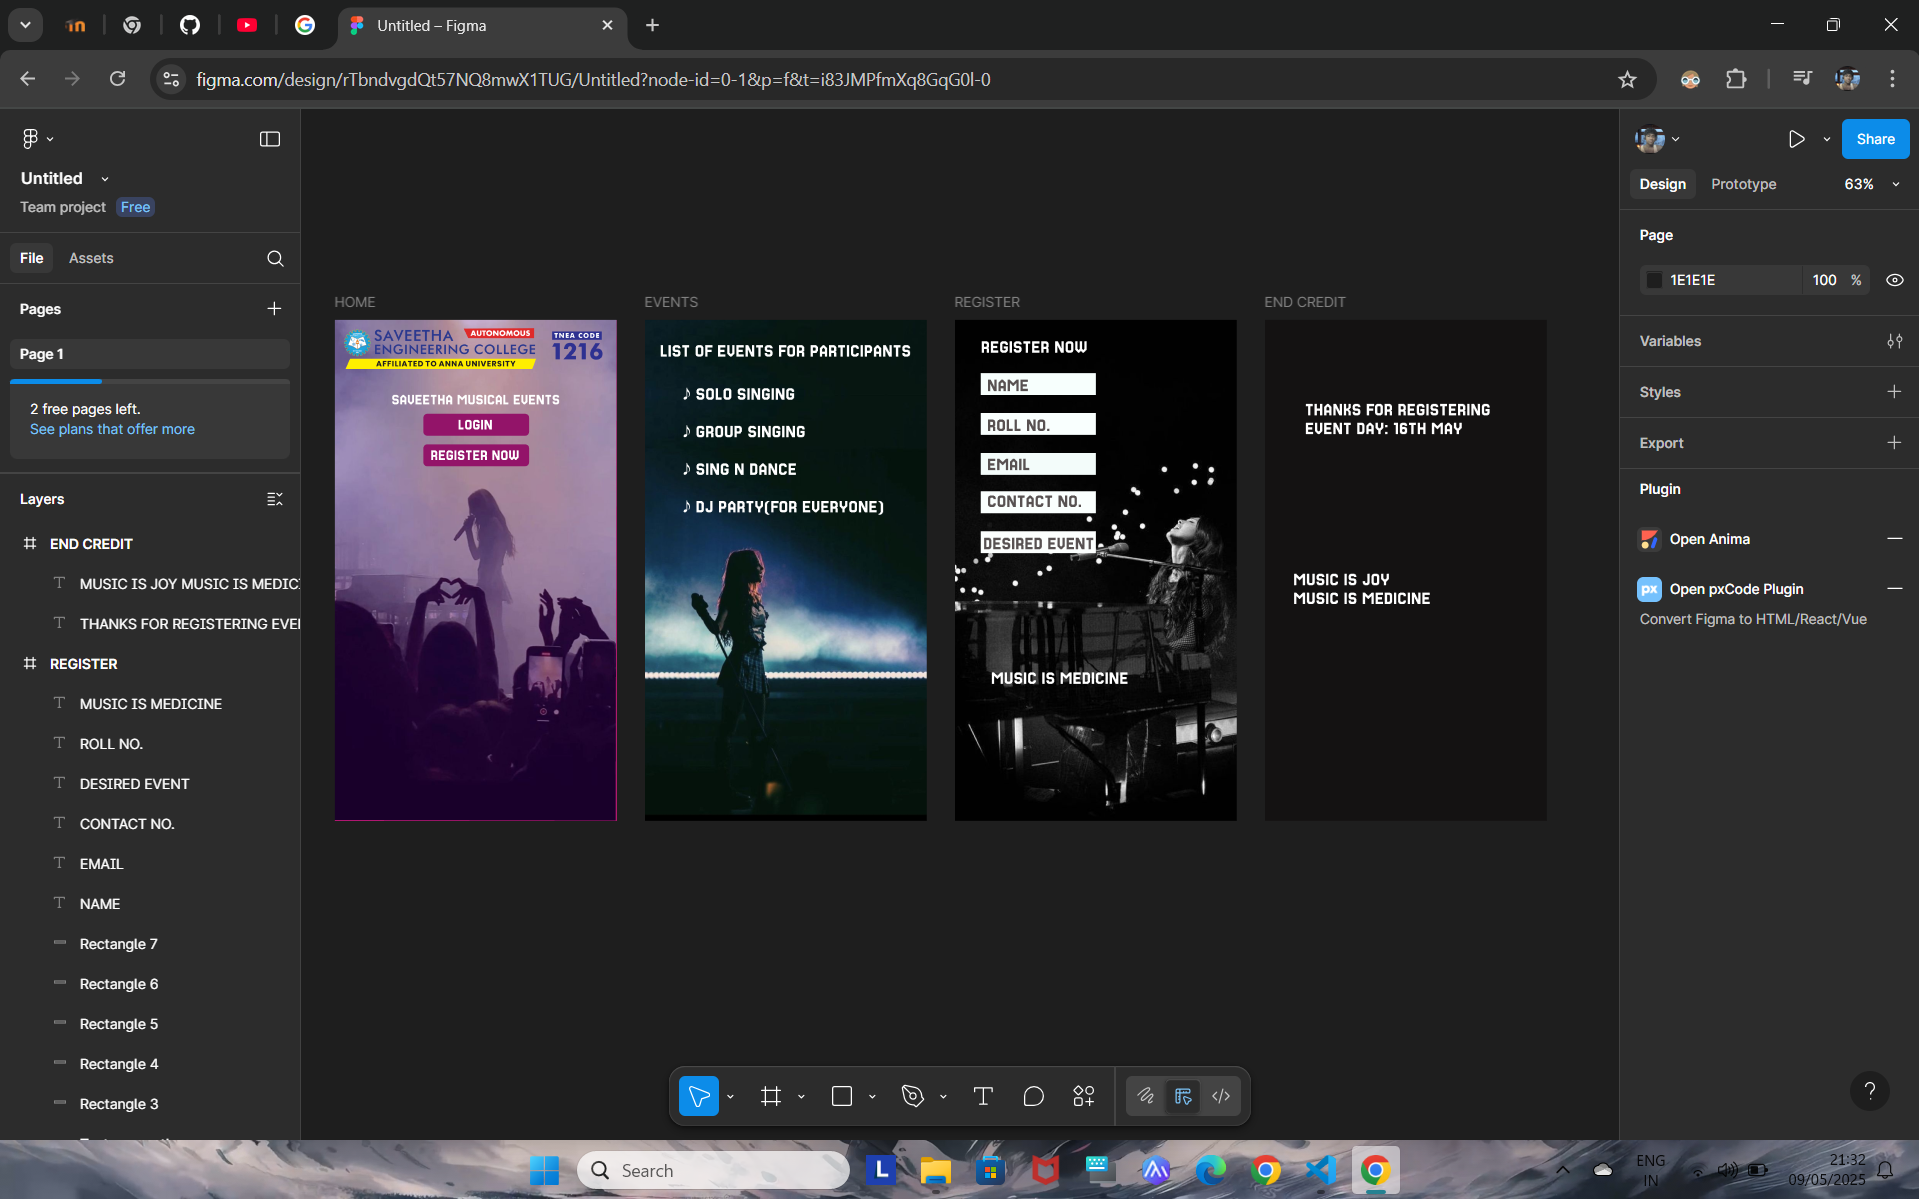 Untitled – Figma
figma.com/design/rTbndvgdQt57NQ8mwX1TUG/Untitled?node-id=0-1&p=f&t=i83JMPfmXq8GqG0l-0
Untitled
Team project Free
File Assets
Pages
Page 1
2 free pages left.
See plans that offer more
Layers
END CREDIT
MUSIC IS JOY MUSIC IS MEDIC
THANKS FOR REGISTERING EVE
REGISTER
MUSIC IS MEDICINE
ROLL NO.
DESIRED EVENT
CONTACT NO.
EMAIL
NAME
Rectangle 7
Rectangle 6
Rectangle 5
Rectangle 4
Rectangle 3
HOME
SAVEETHA AUTONOMOUS
ENGINEERING COLLEGE
AFFILIATED TO ANNA UNIVERSITY
TNEA CODE
1216
SAVEETHA MUSICAL EVENTS
LOGIN
REGISTER NOW
EVENTS
LIST OF EVENTS FOR PARTICIPANTS
♪ SOLO SINGING
♪ GROUP SINGING
♪ SING N DANCE
♪ DJ PARTY(FOR EVERYONE)
REGISTER
REGISTER NOW
NAME
ROLL NO.
EMAIL
CONTACT NO.
DESIRED EVENT
MUSIC IS MEDICINE
END CREDIT
THANKS FOR REGISTERING
EVENT DAY: 16TH MAY
MUSIC IS JOY
MUSIC IS MEDICINE
Share
Design Prototype 63%
Page
1E1E1E 100 %
Variables
Styles
Export
Plugin
Open Anima
px Open pxCode Plugin
Convert Figma to HTML/React/Vue
?
Search
L
ENG
IN
21:32
09/05/2025